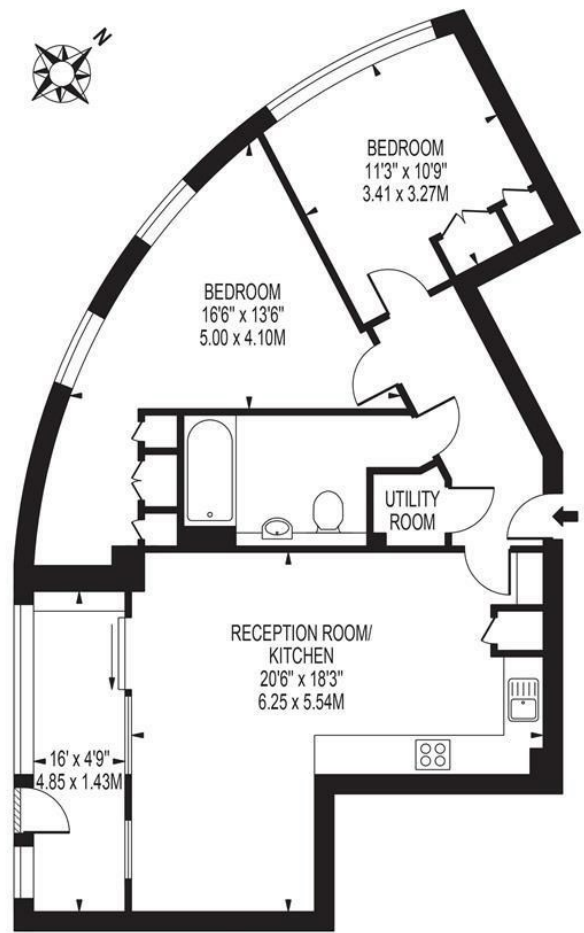 N
BEDROOM
11'3" x 10'9"
3.41 x 3.27M
BEDROOM
16'6" x 13'6"
5.00 x 4.10M
UTILITY
ROOM
RECEPTION ROOM/
KITCHEN
20'6" x 18'3"
6.25 x 5.54M
16' x 4'9"
4.85 x 1.43M